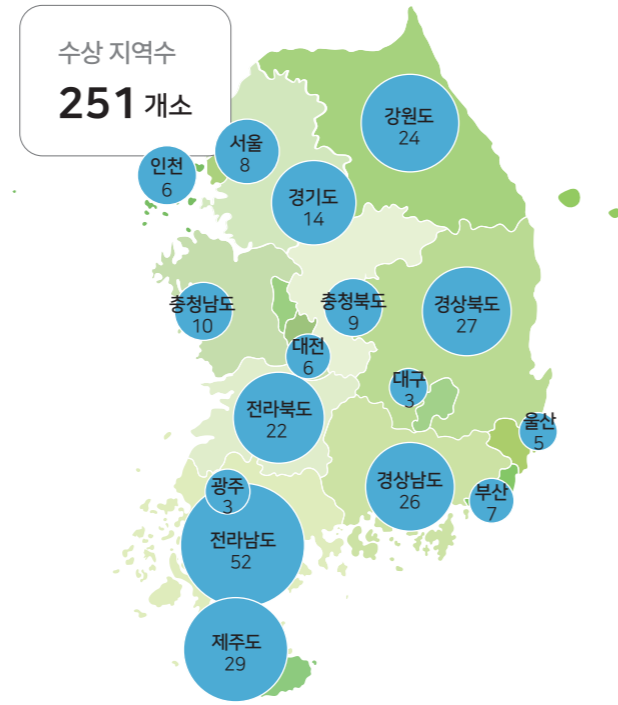 수상 지역수
251 개소
강원도
24
서울
8
인천
6
경기도
14
충청남도
10
충청북도
9
경상북도
27
대전
6
대구
3
전라북도
22
울산
5
경상남도
26
부산
7
광주
3
전라남도
52
제주도
29